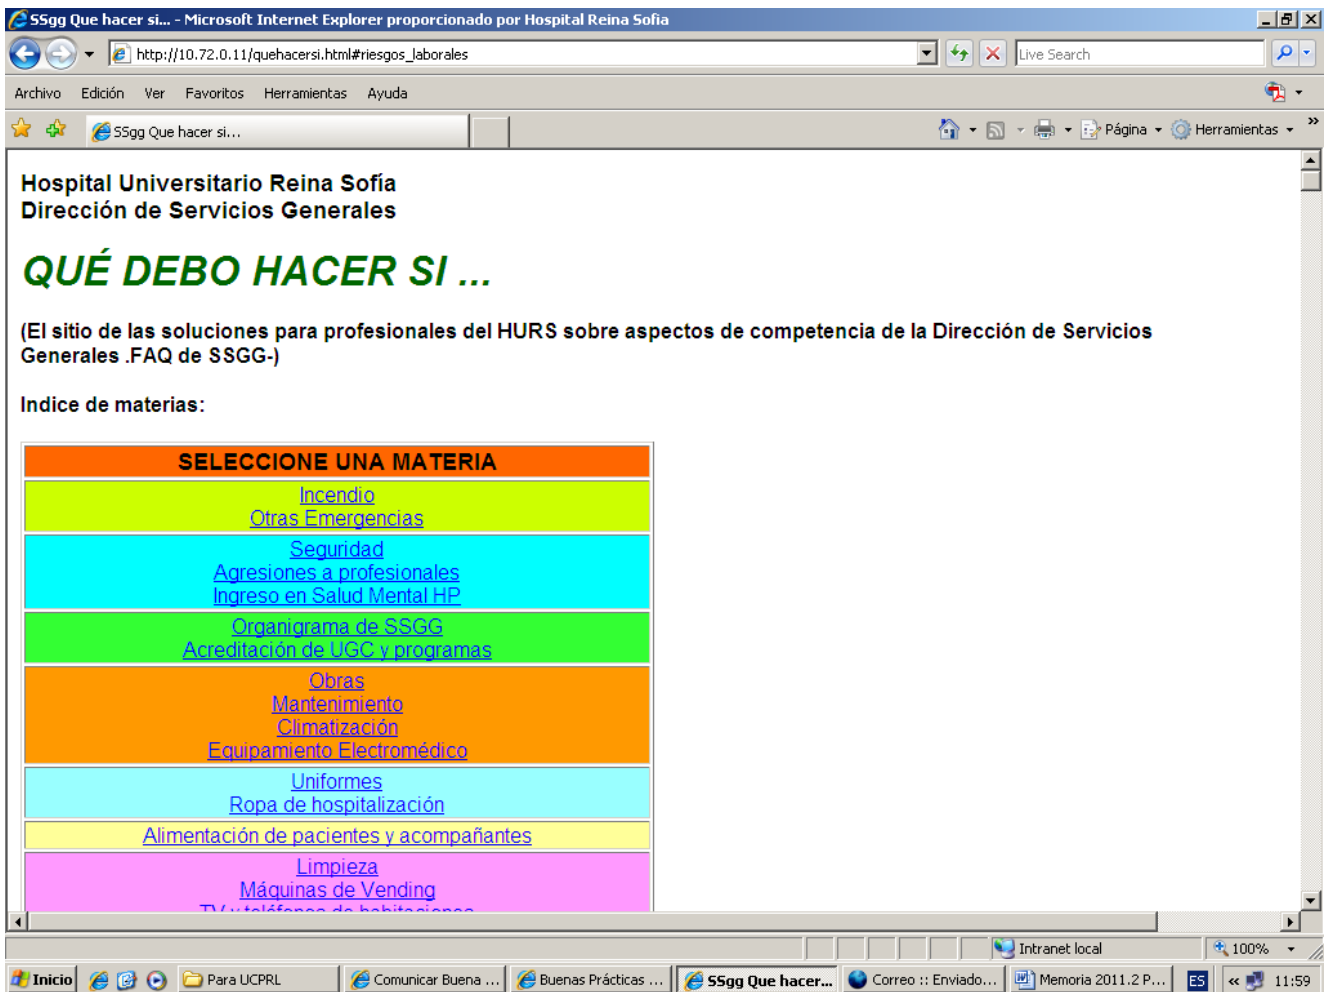 SSgg Que hacer si... - Microsoft Internet Explorer proporcionado por Hospital Reina Sofia
http://10.72.0.11/quehacersi.html#riesgos_laborales
Live Search
Archivo Edición Ver Favoritos Herramientas Ayuda
SSgg Que hacer si...
Página Herramientas »
Hospital Universitario Reina Sofía
Dirección de Servicios Generales
QUÉ DEBO HACER SI ...
(El sitio de las soluciones para profesionales del HURS sobre aspectos de competencia de la Dirección de Servicios
Generales .FAQ de SSGG-)
Indice de materias:
SELECCIONE UNA MATERIA
Incendio
Otras Emergencias
Seguridad
Agresiones a profesionales
Ingreso en Salud Mental HP
Organigrama de SSGG
Acreditación de UGC y programas
Obras
Mantenimiento
Climatización
Equipamiento Electromédico
Uniformes
Ropa de hospitalización
Alimentación de pacientes y acompañantes
Limpieza
Máquinas de Vending
TV y teléfonos de habitaciones
Intranet local 100%
Inicio Para UCPRL Comunicar Buena ... Buenas Prácticas ... SSgg Que hacer... Correo :: Enviado... Memoria 2011.2 P... ES « 11:59